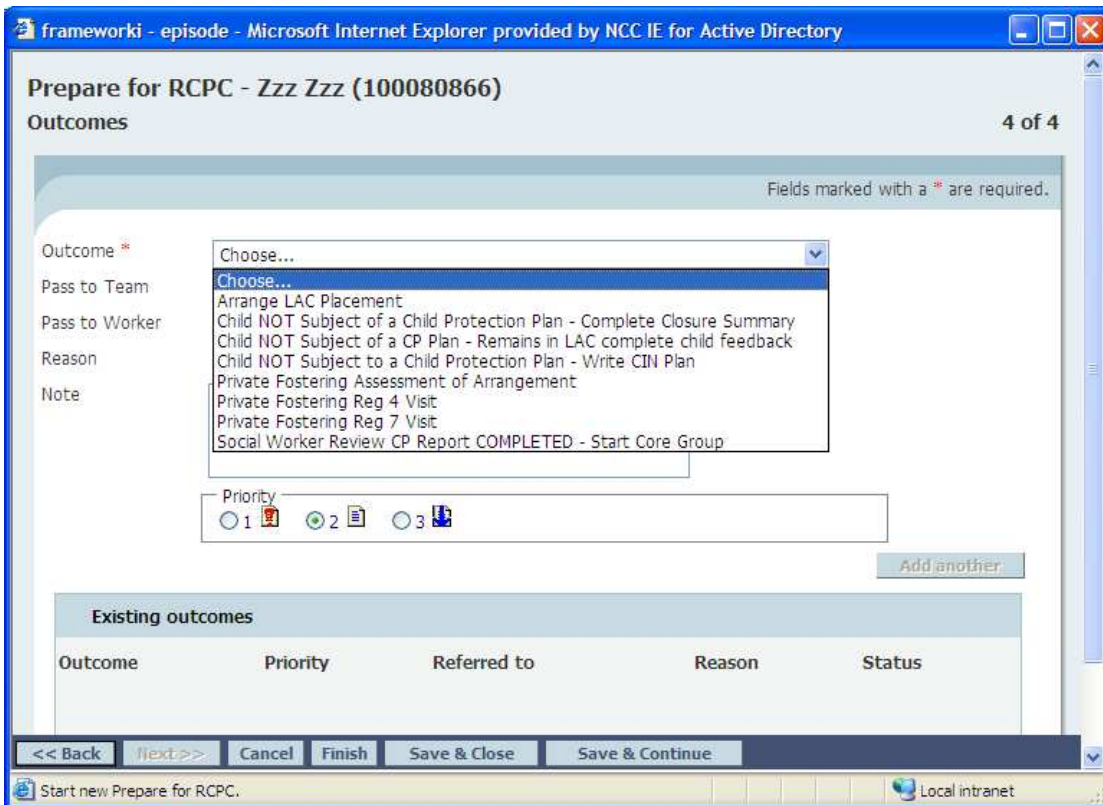 frameworki - episode - Microsoft Internet Explorer provided by NCC IE for Active Directory
Prepare for RCPC - Zzz Zzz (100080866)
Outcomes 4 of 4
Fields marked with a * are required.
Outcome * Choose...
Choose...
Pass to Team
Arrange LAC Placement
Child NOT Subject of a Child Protection Plan - Complete Closure Summary
Pass to Worker
Child NOT Subject of a CP Plan - Remains in LAC complete child feedback
Reason
Child NOT Subject to a Child Protection Plan - Write CIN Plan
Private Fostering Assessment of Arrangement
Note
Private Fostering Reg 4 Visit
Private Fostering Reg 7 Visit
Social Worker Review CP Report COMPLETED - Start Core Group
Priority
1 2 3
Add another
Existing outcomes
Outcome Priority Referred to Reason Status
<< Back Next >> Cancel Finish Save & Close Save & Continue
Start new Prepare for RCPC. Local intranet